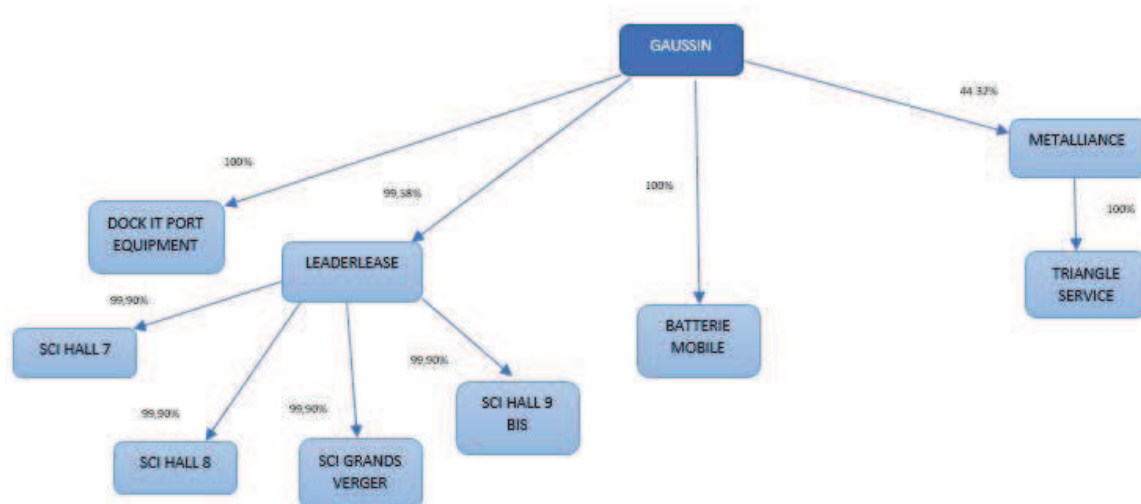 GAUSSIN
44.32%
METALLIANCE
100%
99,58%
100%
100%
DOCK IT PORT
EQUIPMENT
LEADERLEASE
TRIANGLE
SERVICE
99,90%
BATTERIE
MOBILE
SCI HALL 7
99,90%
SCI HALL 9
BIS
99,90%
99,90%
SCI HALL 8
SCI GRANDS
VERGER